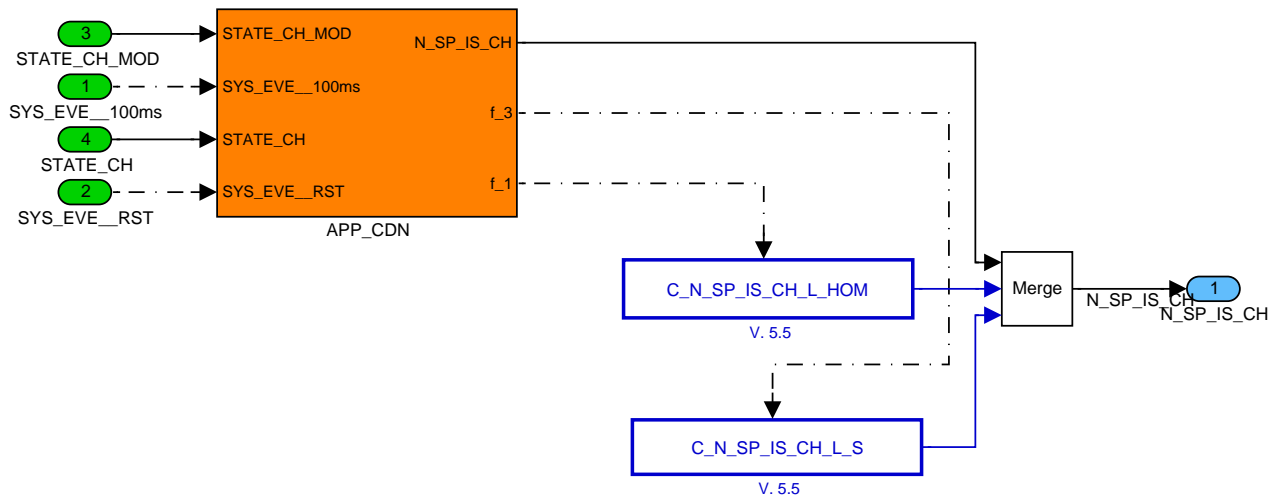 3
STATE_CH_MOD
1
SYS_EVE__100ms
4
STATE_CH
2
SYS_EVE__RST
STATE_CH_MOD
SYS_EVE__100ms
STATE_CH
SYS_EVE__RST
N_SP_IS_CH
f_3
f_1
APP_CDN
C_N_SP_IS_CH_L_HOM
V. 5.5
C_N_SP_IS_CH_L_S
V. 5.5
Merge
N_SP_IS_CH
1
N_SP_IS_CH